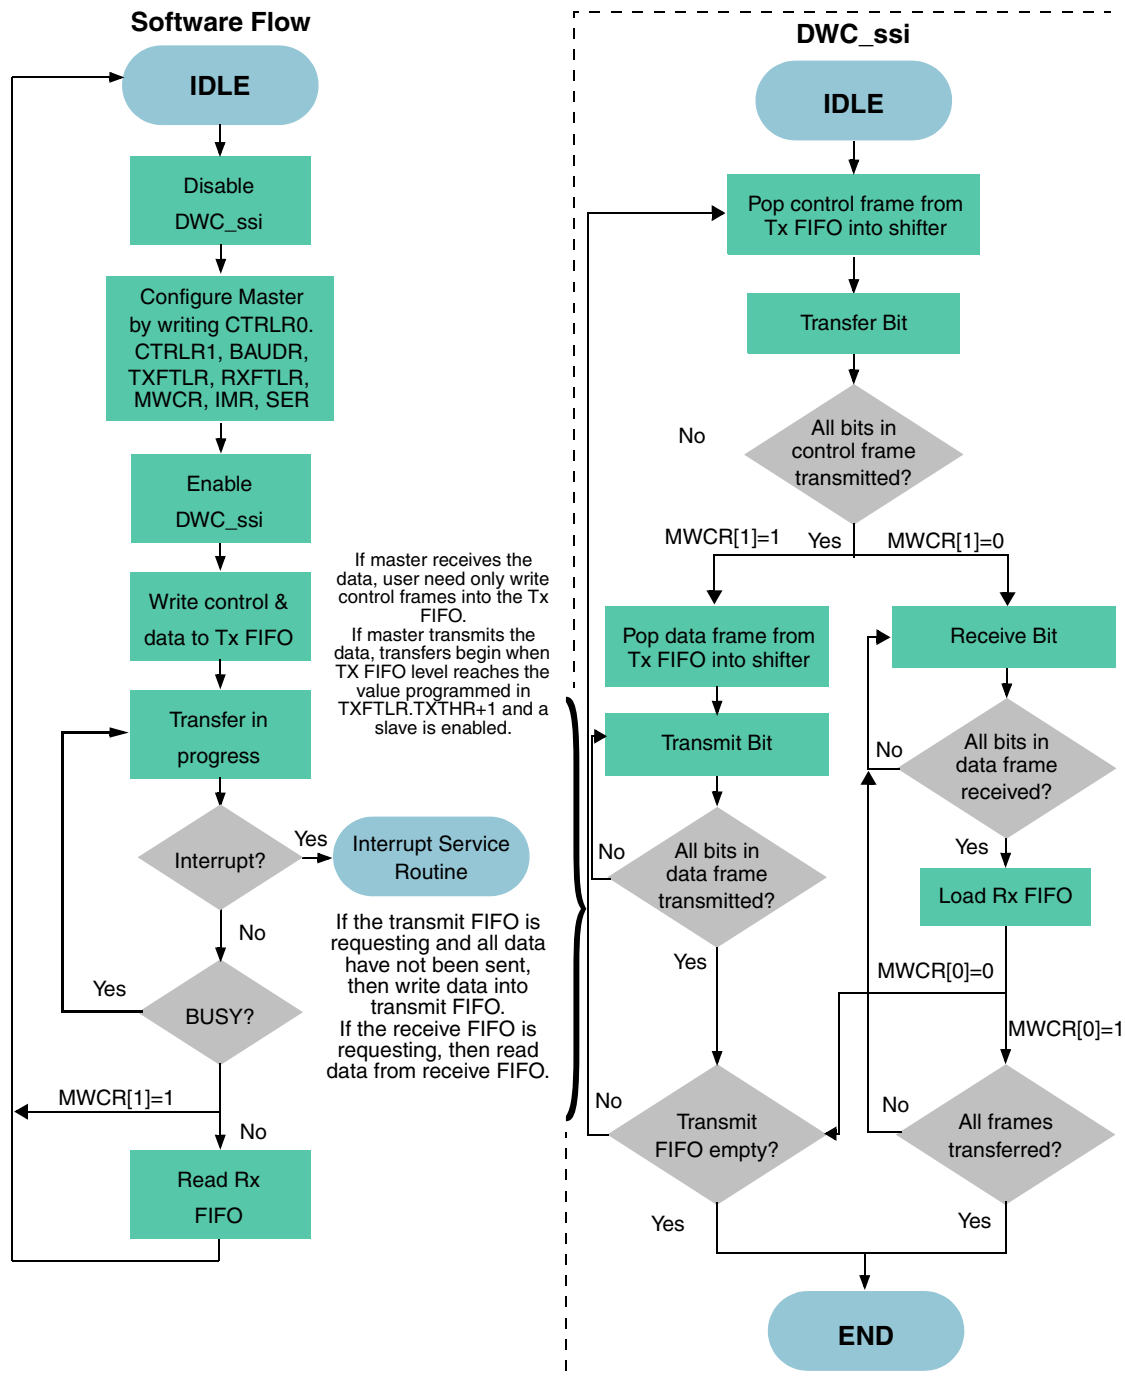 Software Flow
IDLE
Disable
DWC_ssi
Configure Master
by writing CTRLR0.
CTRLR1, BAUDR,
TXFTLR, RXFTLR,
MWCR, IMR, SER
Enable
DWC_ssi
Write control &
data to Tx FIFO
If master receives the
data, user need only write
control frames into the Tx
FIFO.
If master transmits the
data, transfers begin when
TX FIFO level reaches the
value programmed in
TXFTLR.TXTHR+1 and a
slave is enabled.
Transfer in
progress
Interrupt?
Yes
Interrupt Service
Routine
No
If the transmit FIFO is
requesting and all data
have not been sent,
then write data into
transmit FIFO.
If the receive FIFO is
requesting, then read
data from receive FIFO.
Yes
BUSY?
MWCR[1]=1
No
Read Rx
FIFO
DWC_ssi
IDLE
Pop control frame from
Tx FIFO into shifter
Transfer Bit
No
All bits in
control frame
transmitted?
MWCR[1]=1
Yes
MWCR[1]=0
Pop data frame from
Tx FIFO into shifter
Transmit Bit
No
All bits in
data frame
transmitted?
Yes
Receive Bit
No
All bits in
data frame
received?
Yes
Load Rx FIFO
MWCR[0]=0
MWCR[0]=1
No
Transmit
FIFO empty?
Yes
No
All frames
transferred?
Yes
END